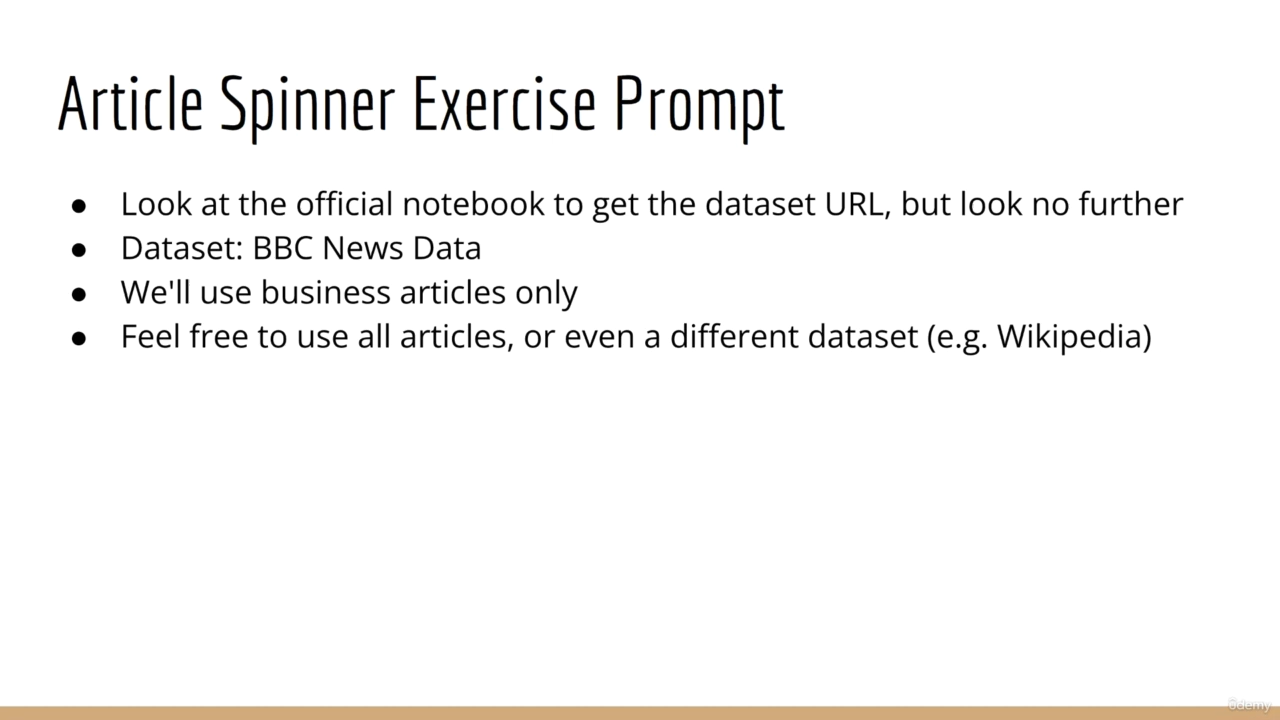 Article Spinner Exercise Prompt
● Look at the official notebook to get the dataset URL, but look no further
● Dataset: BBC News Data
● We'll use business articles only
● Feel free to use all articles, or even a different dataset (e.g. Wikipedia)
ûdemy